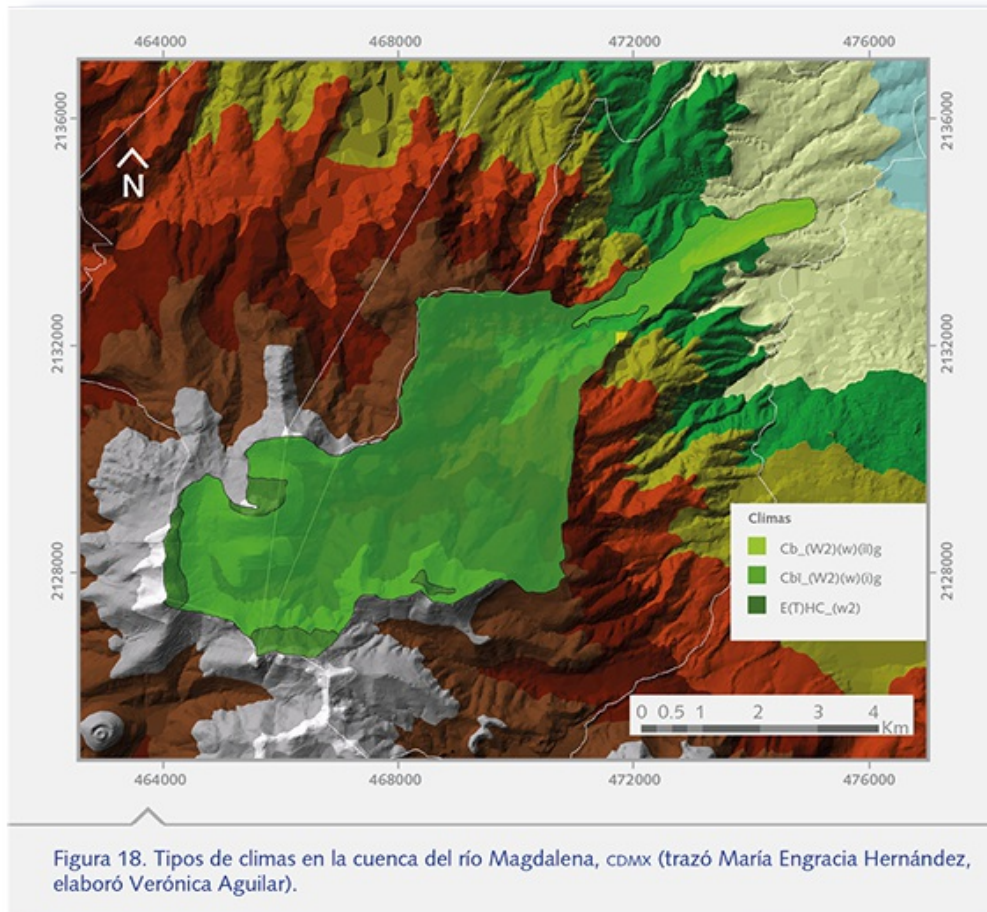 464000 468000 472000 476000
2136000 2136000
N
2132000 2132000
2128000 2128000
Climas
Cb_(W2)(w)(iI)g
Cbi_(W2)(w)(i)g
E(T)HC_(w2)
0 0.5 1 2 3 4
Km
464000 468000 472000 476000
Figura 18. Tipos de climas en la cuenca del río Magdalena, CDMX (trazó María Engracia Hernández,
elaboró Verónica Aguilar).